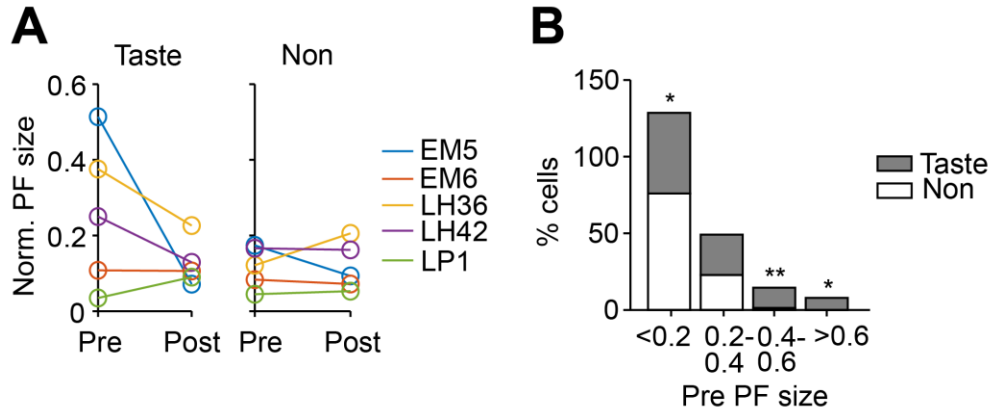 A
Taste
Non
0.6
0.4
0.2
0
Norm. PF size
Pre
Post
Pre
Post
EM5
EM6
LH36
LH42
LP1
B
150
100
50
0
% cells
*
**
*
Taste
Non
<0.2
0.2-
0.4
0.4-
0.6
>0.6
Pre PF size